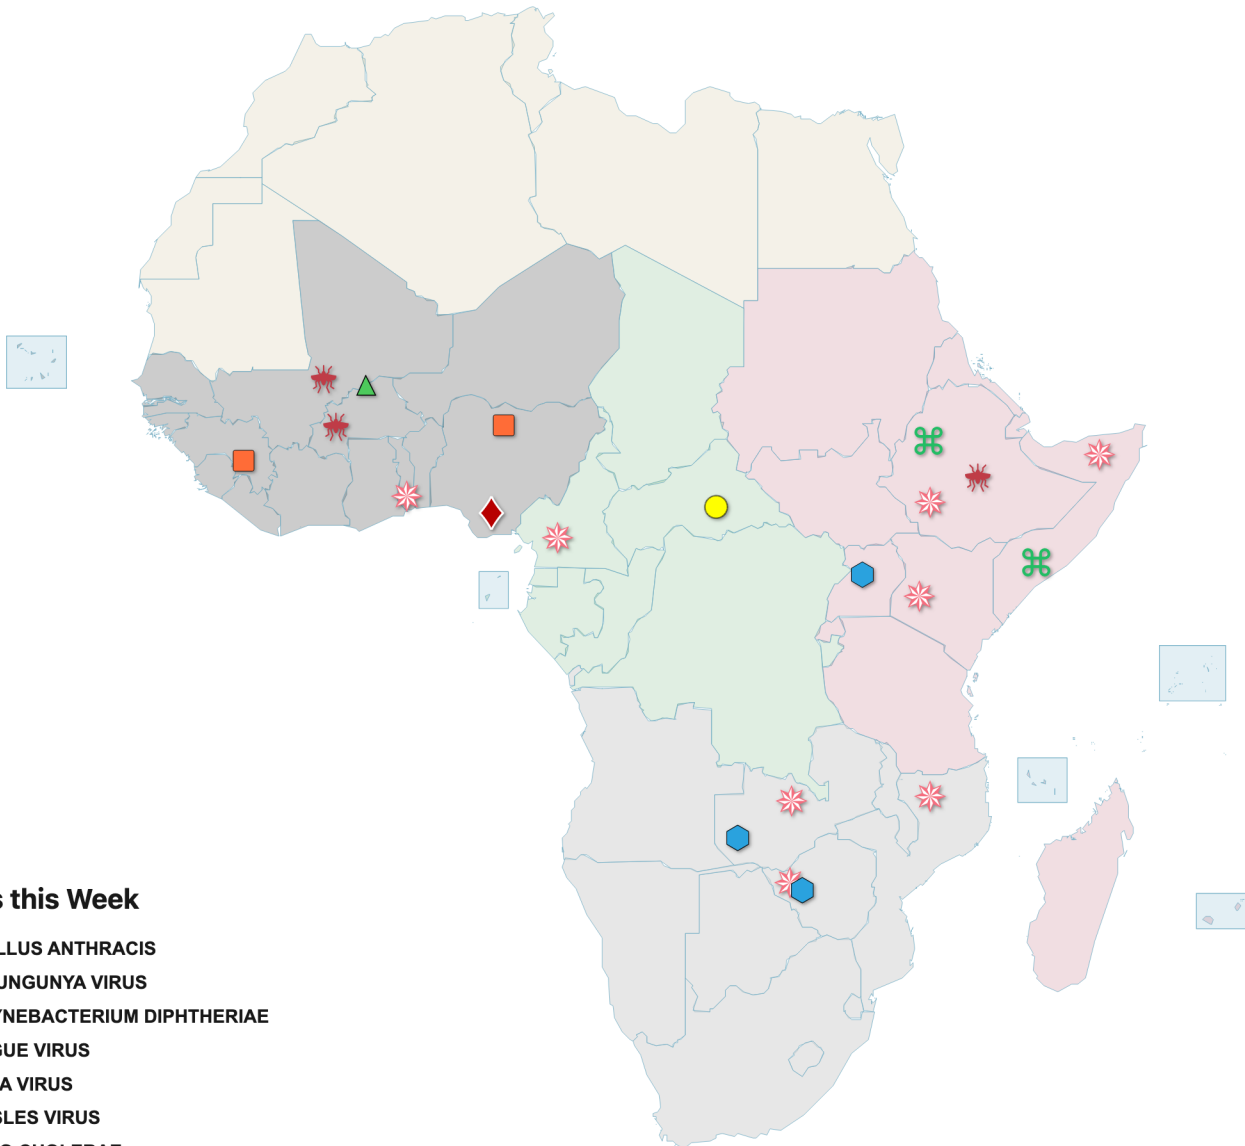 s this Week
LLUS ANTHRACIS
UNGUNYA VIRUS
YNEBACTERIUM DIPHTHERIAE
GUE VIRUS
A VIRUS
SLES VIRUS